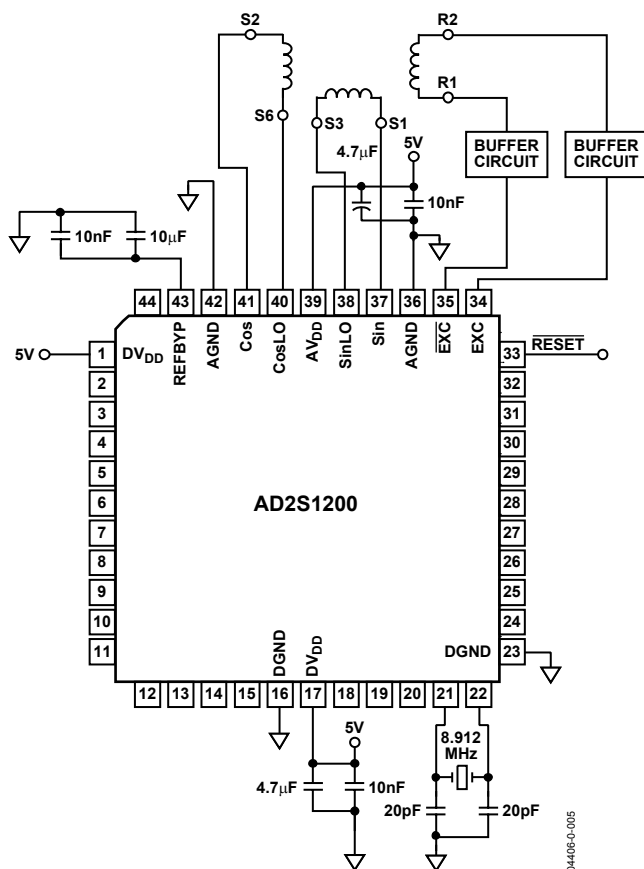 S2
R2
R1
S6
S3
S1
4.7µF
5V
BUFFER
CIRCUIT
BUFFER
CIRCUIT
10nF
10nF
10µF
44
43
42
41
40
39
38
37
36
35
34
5V
1
DVDD
REFBYP
AGND
Cos
CosLO
AVDD
SinLO
Sin
AGND
EXC
EXC
33
RESET
2
32
3
31
4
30
5
29
6
28
AD2S1200
7
27
8
26
9
25
10
24
11
DGND
DVDD
DGND
23
12
13
14
15
16
17
18
19
20
21
22
5V
8.912
MHz
4.7µF
10nF
20pF
20pF
04406-0-005